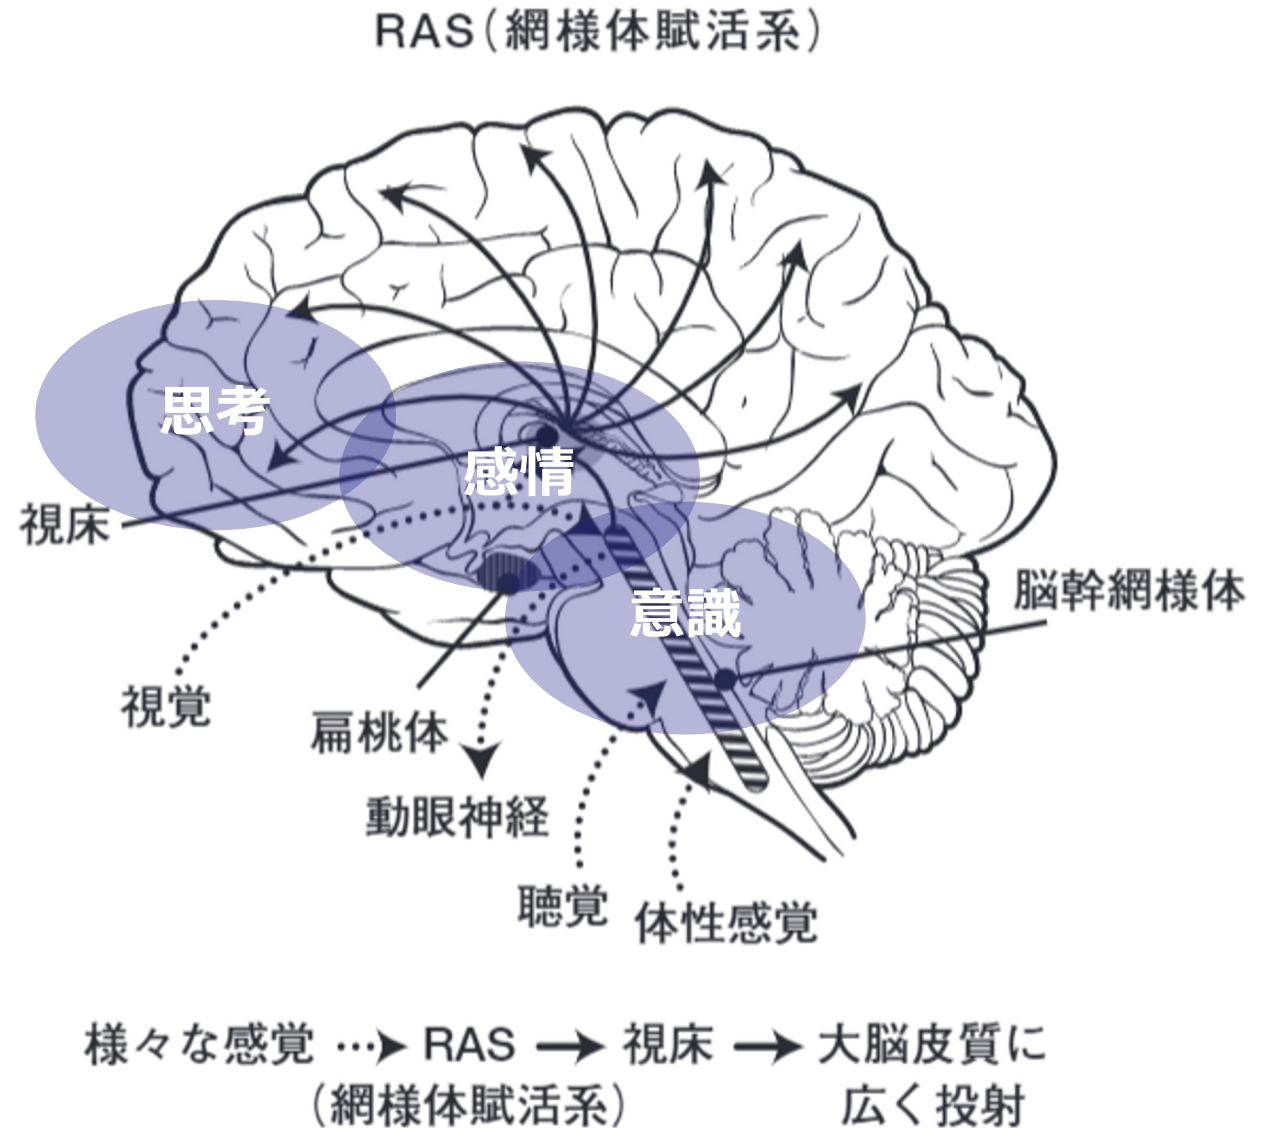 RAS(網様体賦活系)
思考
感情
視床
意識
脳幹網様体
視覚
扁桃体
動眼神経
聴覚
体性感覚
様々な感覚 ⋯➤ RAS → 視床 → 大脳皮質に
(網様体賦活系) 広く投射